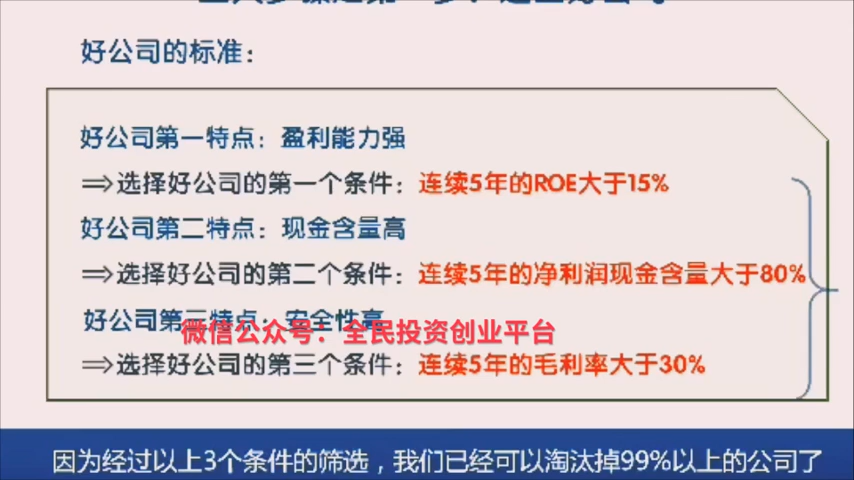 好公司的标准：
好公司第一特点：盈利能力强
⇒选择好公司的第一个条件：连续5年的ROE大于15%
好公司第二特点：现金含量高
⇒选择好公司的第二个条件：连续5年的净利润现金含量大于80%
好公司第三特点：安全性高
微信公众号：全民投资创业平台
⇒选择好公司的第三个条件：连续5年的毛利率大于30%
因为经过以上3个条件的筛选，我们已经可以淘汰掉99%以上的公司了